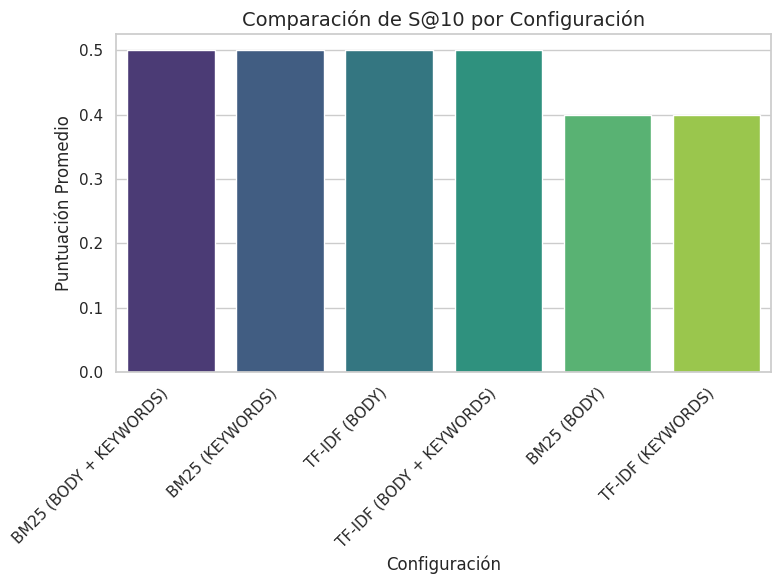 Comparación de S@10 por Configuración
Puntuación Promedio
0.5
0.4
0.3
0.2
0.1
0.0
BM25 (BODY + KEYWORDS)
BM25 (KEYWORDS)
TF-IDF (BODY)
TF-IDF (BODY + KEYWORDS)
BM25 (BODY)
TF-IDF (KEYWORDS)
Configuración